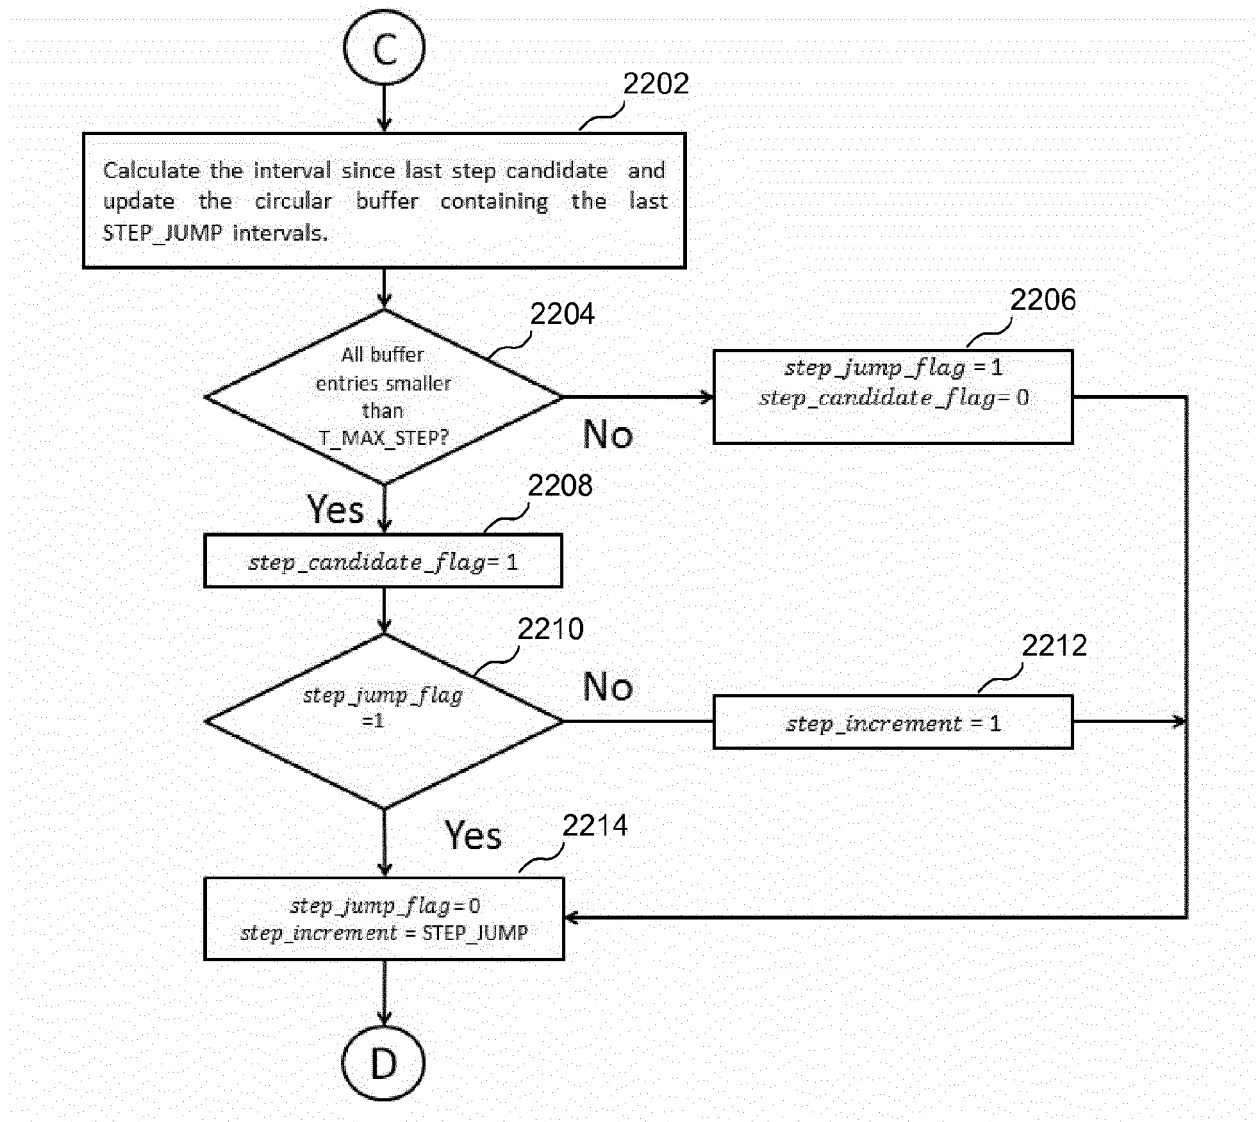 C
2202
Calculate the interval since last step candidate and
update the circular buffer containing the last
STEP_JUMP intervals.
2204
All buffer
entries smaller
than
T_MAX_STEP?
No
2206
step_jump_flag = 1
step_candidate_flag= 0
Yes
2208
step_candidate_flag= 1
2210
step_jump_flag
=1
No
2212
step_increment = 1
Yes
2214
step_jump_flag=0
step_increment = STEP_JUMP
D